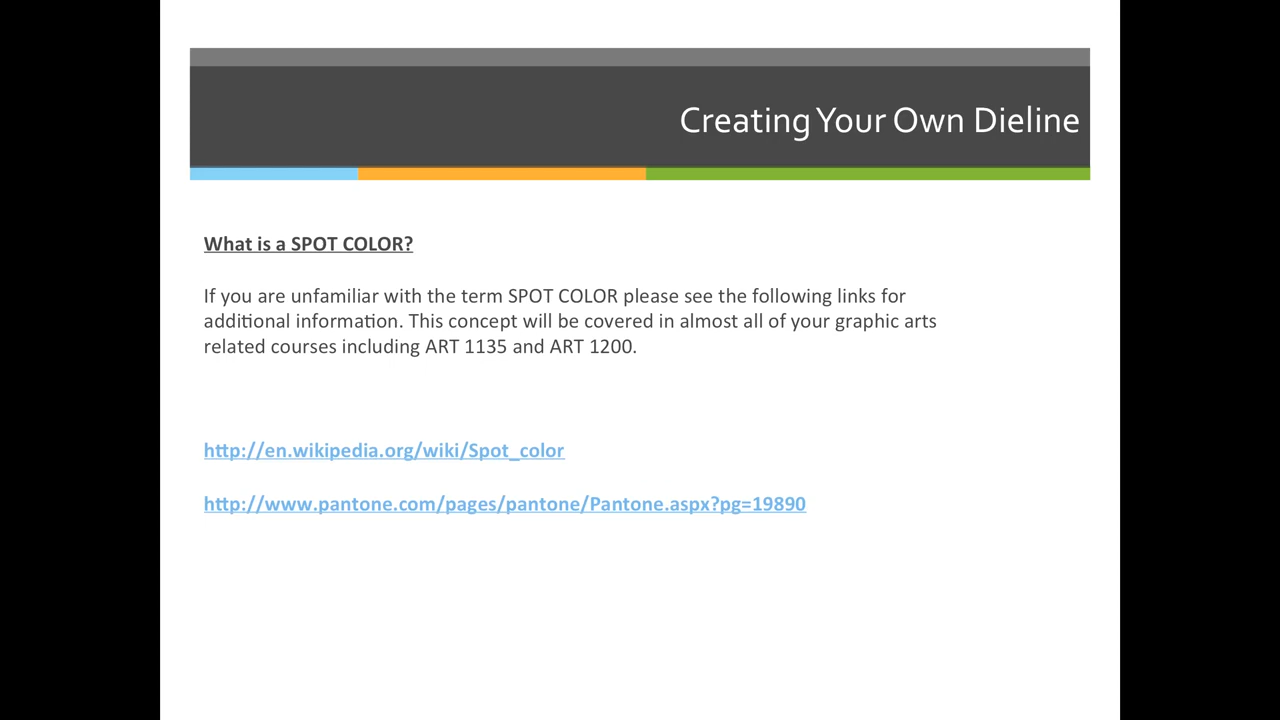 Creating Your Own Dieline
What is a SPOT COLOR?
If you are unfamiliar with the term SPOT COLOR please see the following links for
additional information. This concept will be covered in almost all of your graphic arts
related courses including ART 1135 and ART 1200.
http://en.wikipedia.org/wiki/Spot_color
http://www.pantone.com/pages/pantone/Pantone.aspx?pg=19890